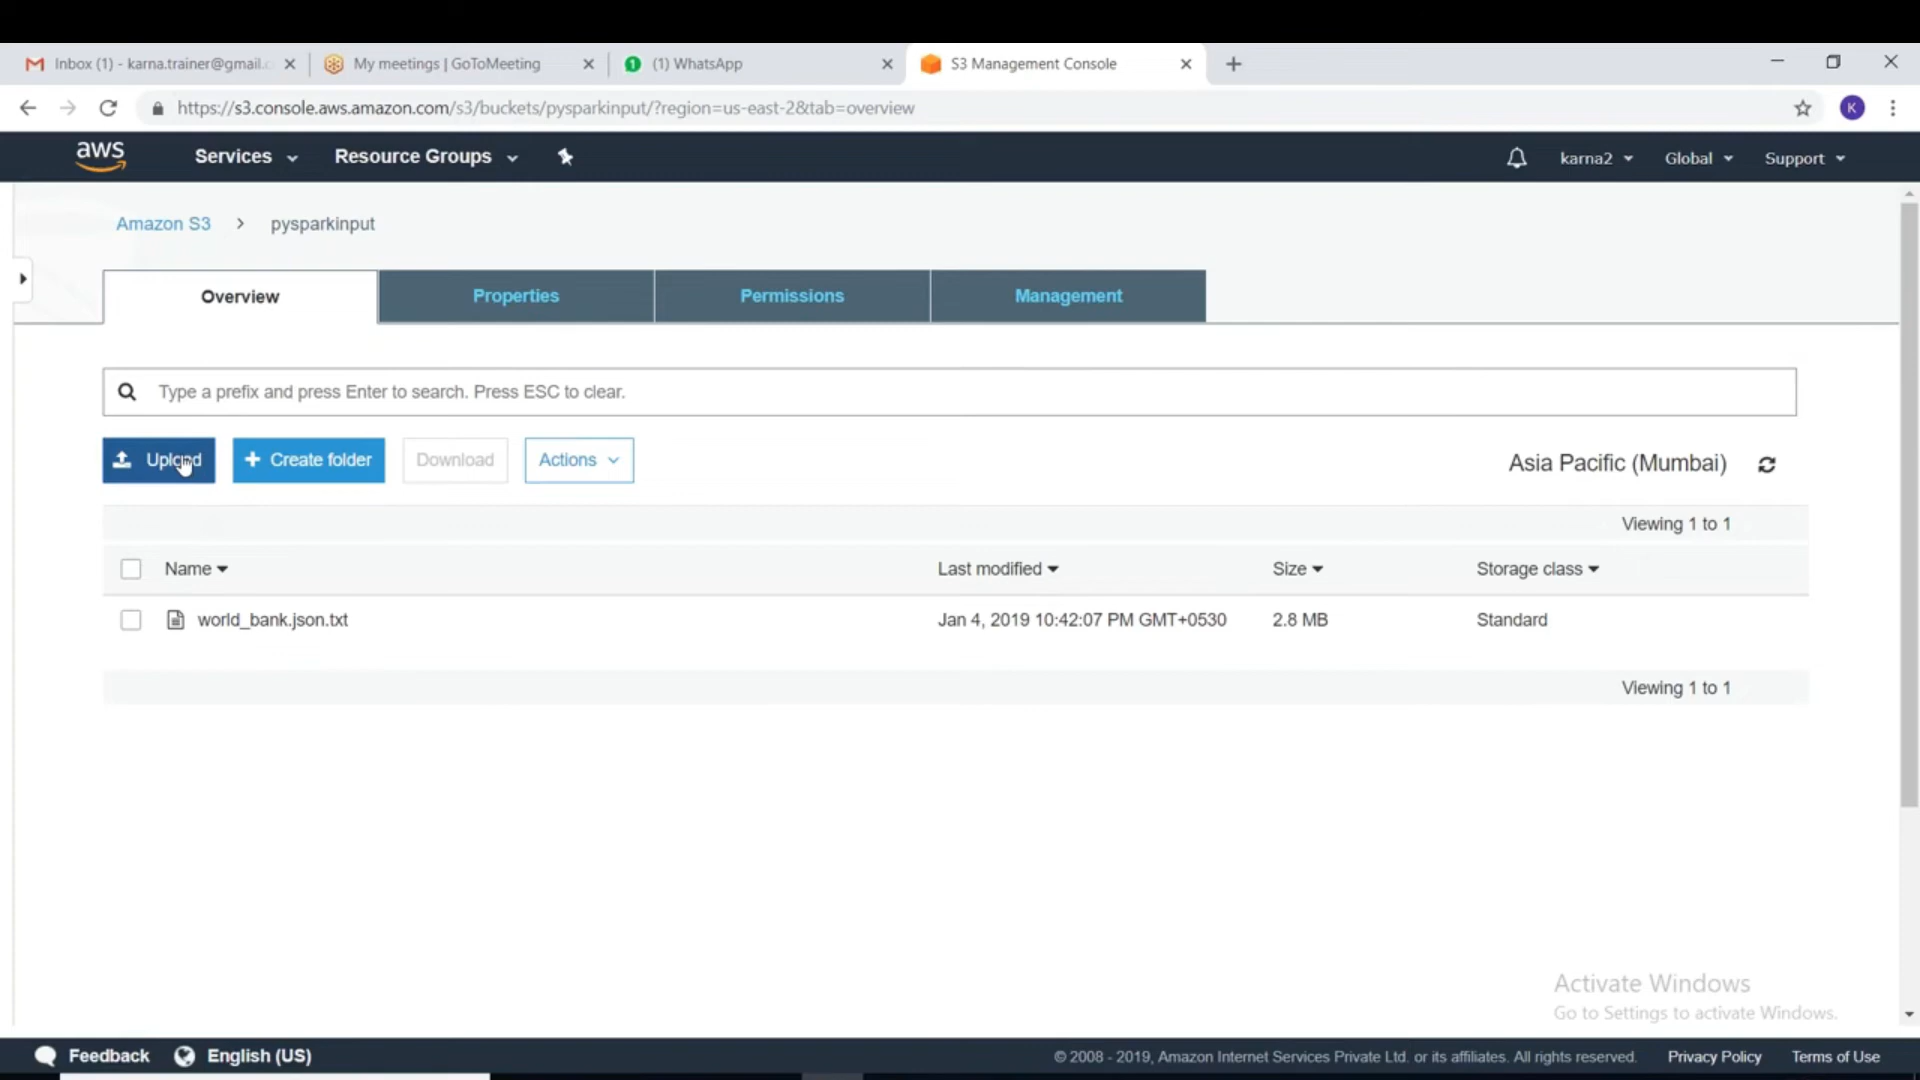 Inbox (1) - karna.trainer@gmail.c
My meetings | GoToMeeting
1 (1) WhatsApp
S3 Management Console
https://s3.console.aws.amazon.com/s3/buckets/pysparkinput/?region=us-east-2&tab=overview
K
aws
Services
Resource Groups
karna2
Global
Support
Amazon S3 > pysparkinput
Overview
Properties
Permissions
Management
Type a prefix and press Enter to search. Press ESC to clear.
Upload
+ Create folder
Download
Actions
Asia Pacific (Mumbai)
Viewing 1 to 1
Name
Last modified
Size
Storage class
world_bank.json.txt
Jan 4, 2019 10:42:07 PM GMT+0530
2.8 MB
Standard
Viewing 1 to 1
Activate Windows
Go to Settings to activate Windows.
Feedback
English (US)
© 2008 - 2019, Amazon Internet Services Private Ltd. or its affiliates. All rights reserved.
Privacy Policy
Terms of Use